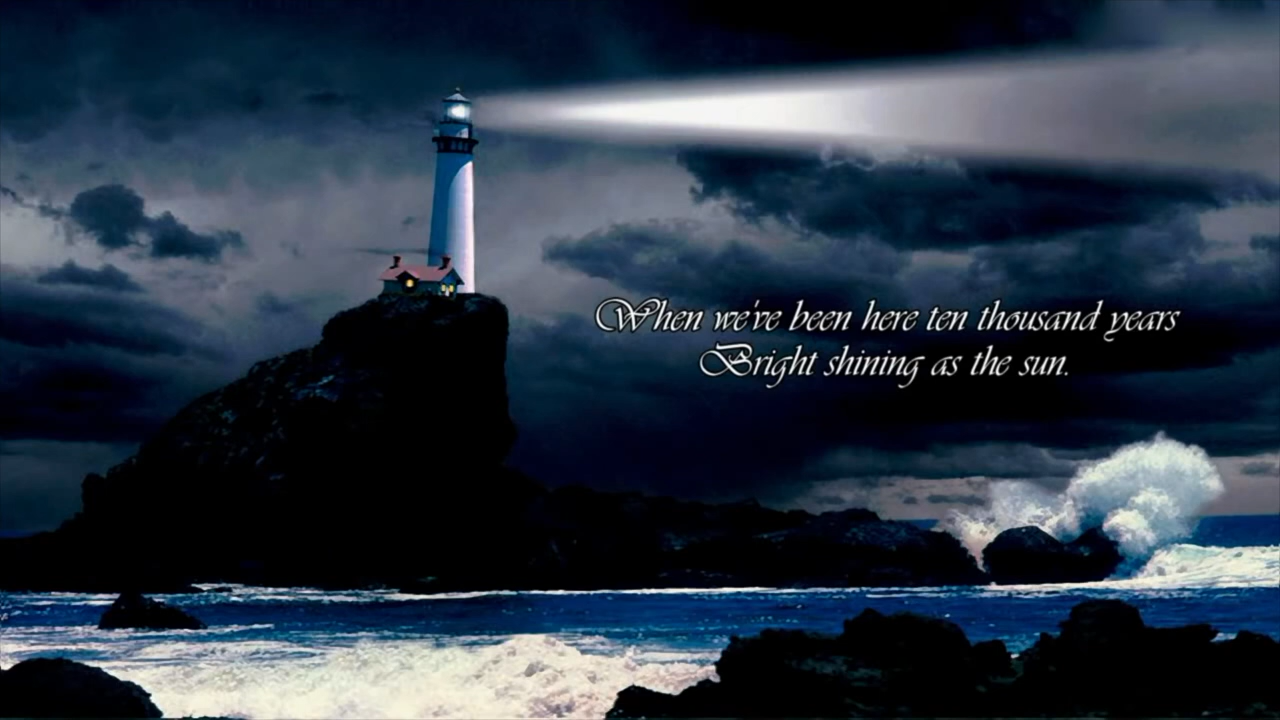 When we've been here ten thousand years
Bright shining as the sun.